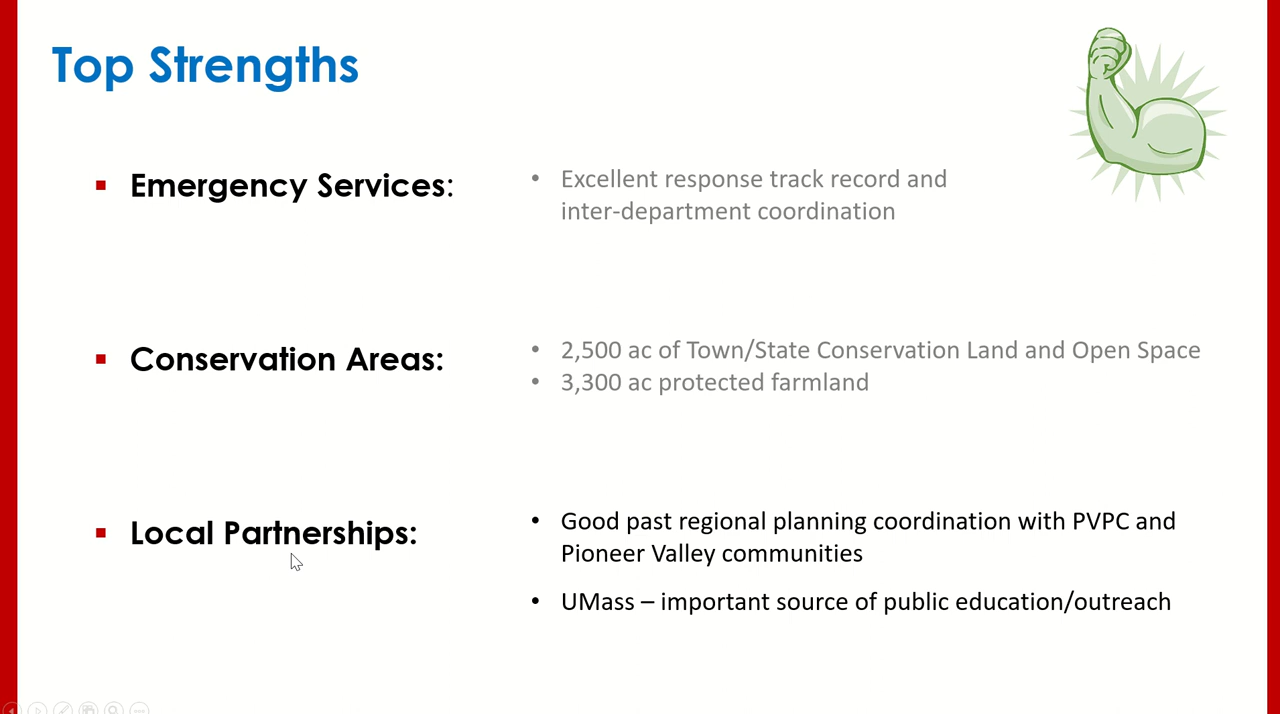 Top Strengths
▪ Emergency Services:
• Excellent response track record and
inter-department coordination
▪ Conservation Areas:
• 2,500 ac of Town/State Conservation Land and Open Space
• 3,300 ac protected farmland
▪ Local Partnerships:
• Good past regional planning coordination with PVPC and
Pioneer Valley communities
• UMass – important source of public education/outreach